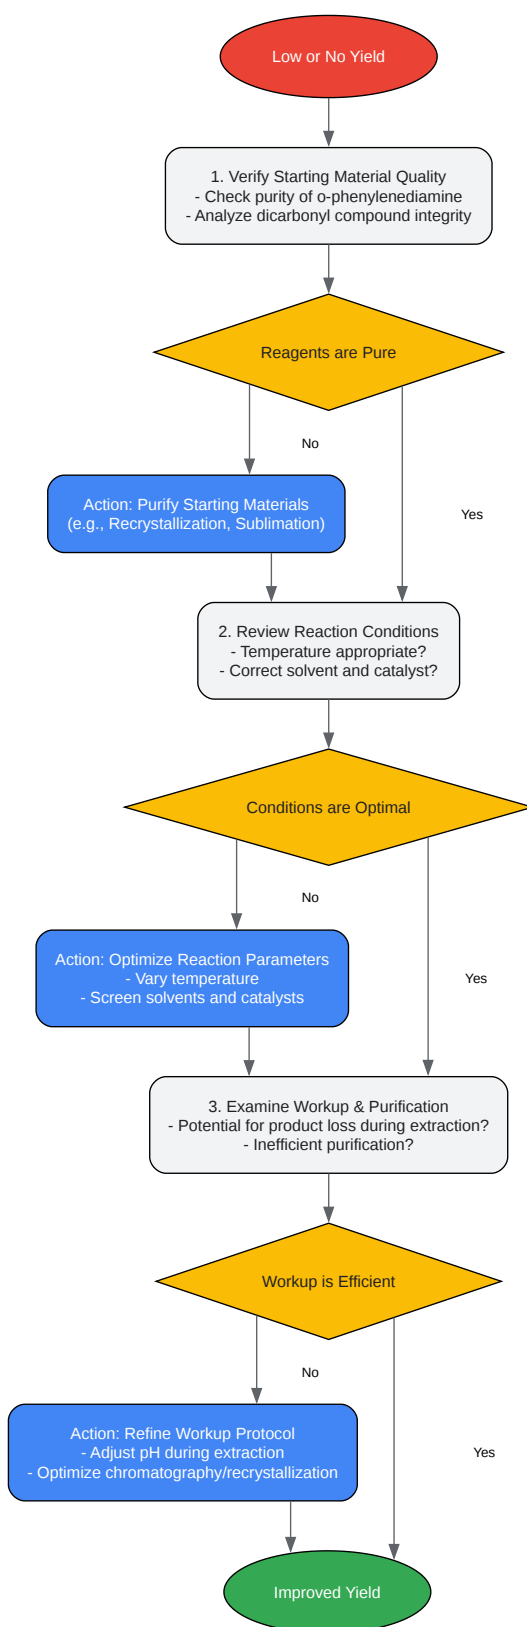 Low or No Yield
1. Verify Starting Material Quality
- Check purity of o-phenylenediamine
- Analyze dicarbonyl compound integrity
Reagents are Pure
No
Action: Purify Starting Materials
(e.g., Recrystallization, Sublimation)
Yes
2. Review Reaction Conditions
- Temperature appropriate?
- Correct solvent and catalyst?
Conditions are Optimal
No
Action: Optimize Reaction Parameters
- Vary temperature
- Screen solvents and catalysts
Yes
3. Examine Workup & Purification
- Potential for product loss during extraction?
- Inefficient purification?
Workup is Efficient
No
Action: Refine Workup Protocol
- Adjust pH during extraction
- Optimize chromatography/recrystallization
Yes
Improved Yield